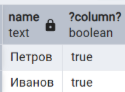 name ?column?
text boolean
Петров true
Иванов true